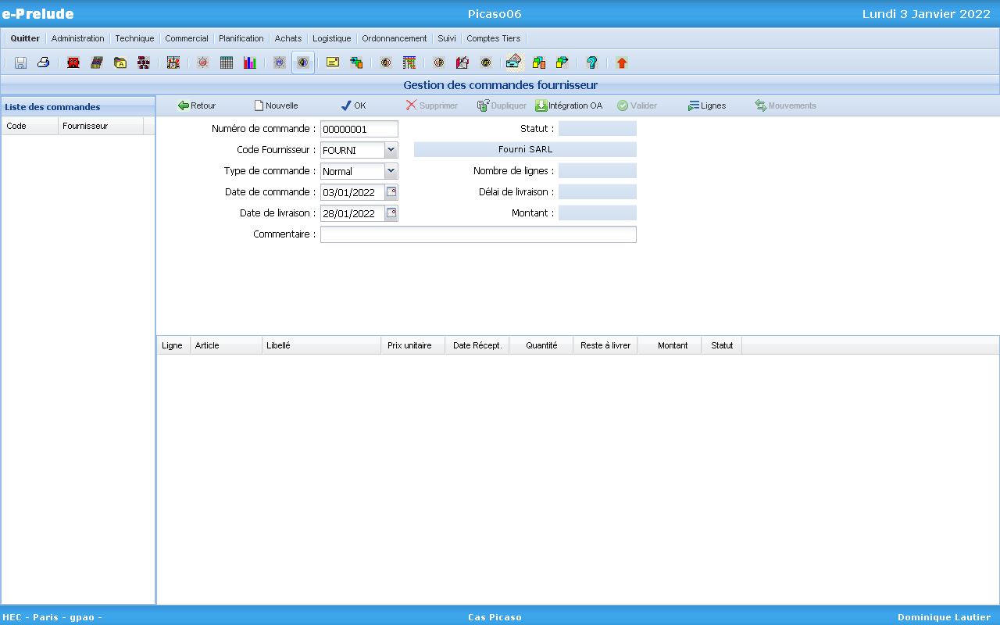 e-Prelude Picaso06 Lundi 3 Janvier 2022
Quitter Administration Technique Commercial Planification Achats Logistique Ordonnancement Suivi Comptes Tiers
Gestion des commandes fournisseur
Liste des commandes
Code Fournisseur
Retour Nouvelle OK Supprimer Dupliquer Intégration OA Valider Lignes Mouvements
Numéro de commande : 00000001 Statut :
Code Fournisseur : FOURNI Fourni SARL
Type de commande : Normal Nombre de lignes :
Date de commande : 03/01/2022 Délai de livraison :
Date de livraison : 28/01/2022 Montant :
Commentaire :
Ligne Article Libellé Prix unitaire Date Récept. Quantité Reste à livrer Montant Statut
HEC - Paris - gpao - Cas Picaso Dominique Lautier